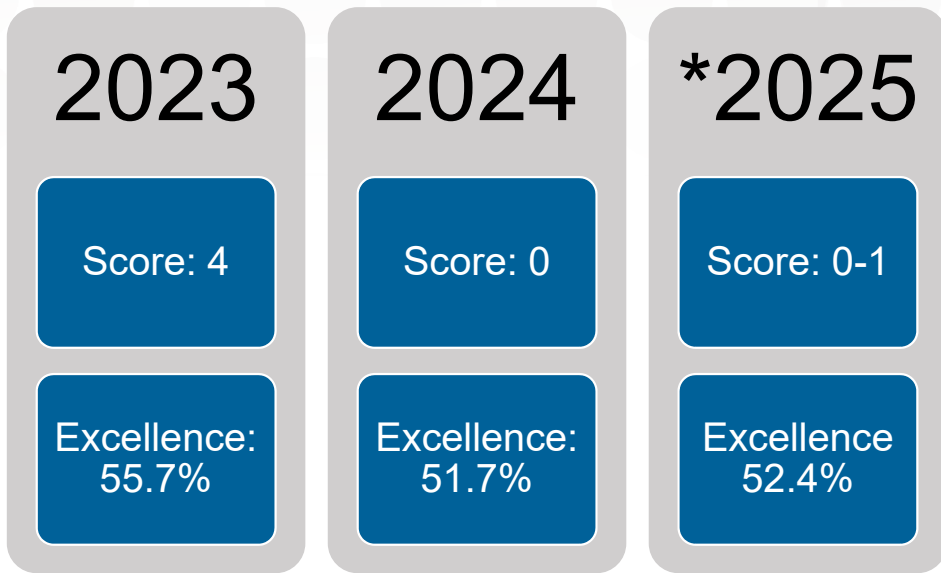 2023
Score: 4
Excellence:
55.7%
2024
Score: 0
Excellence:
51.7%
*2025
Score: 0-1
Excellence
52.4%